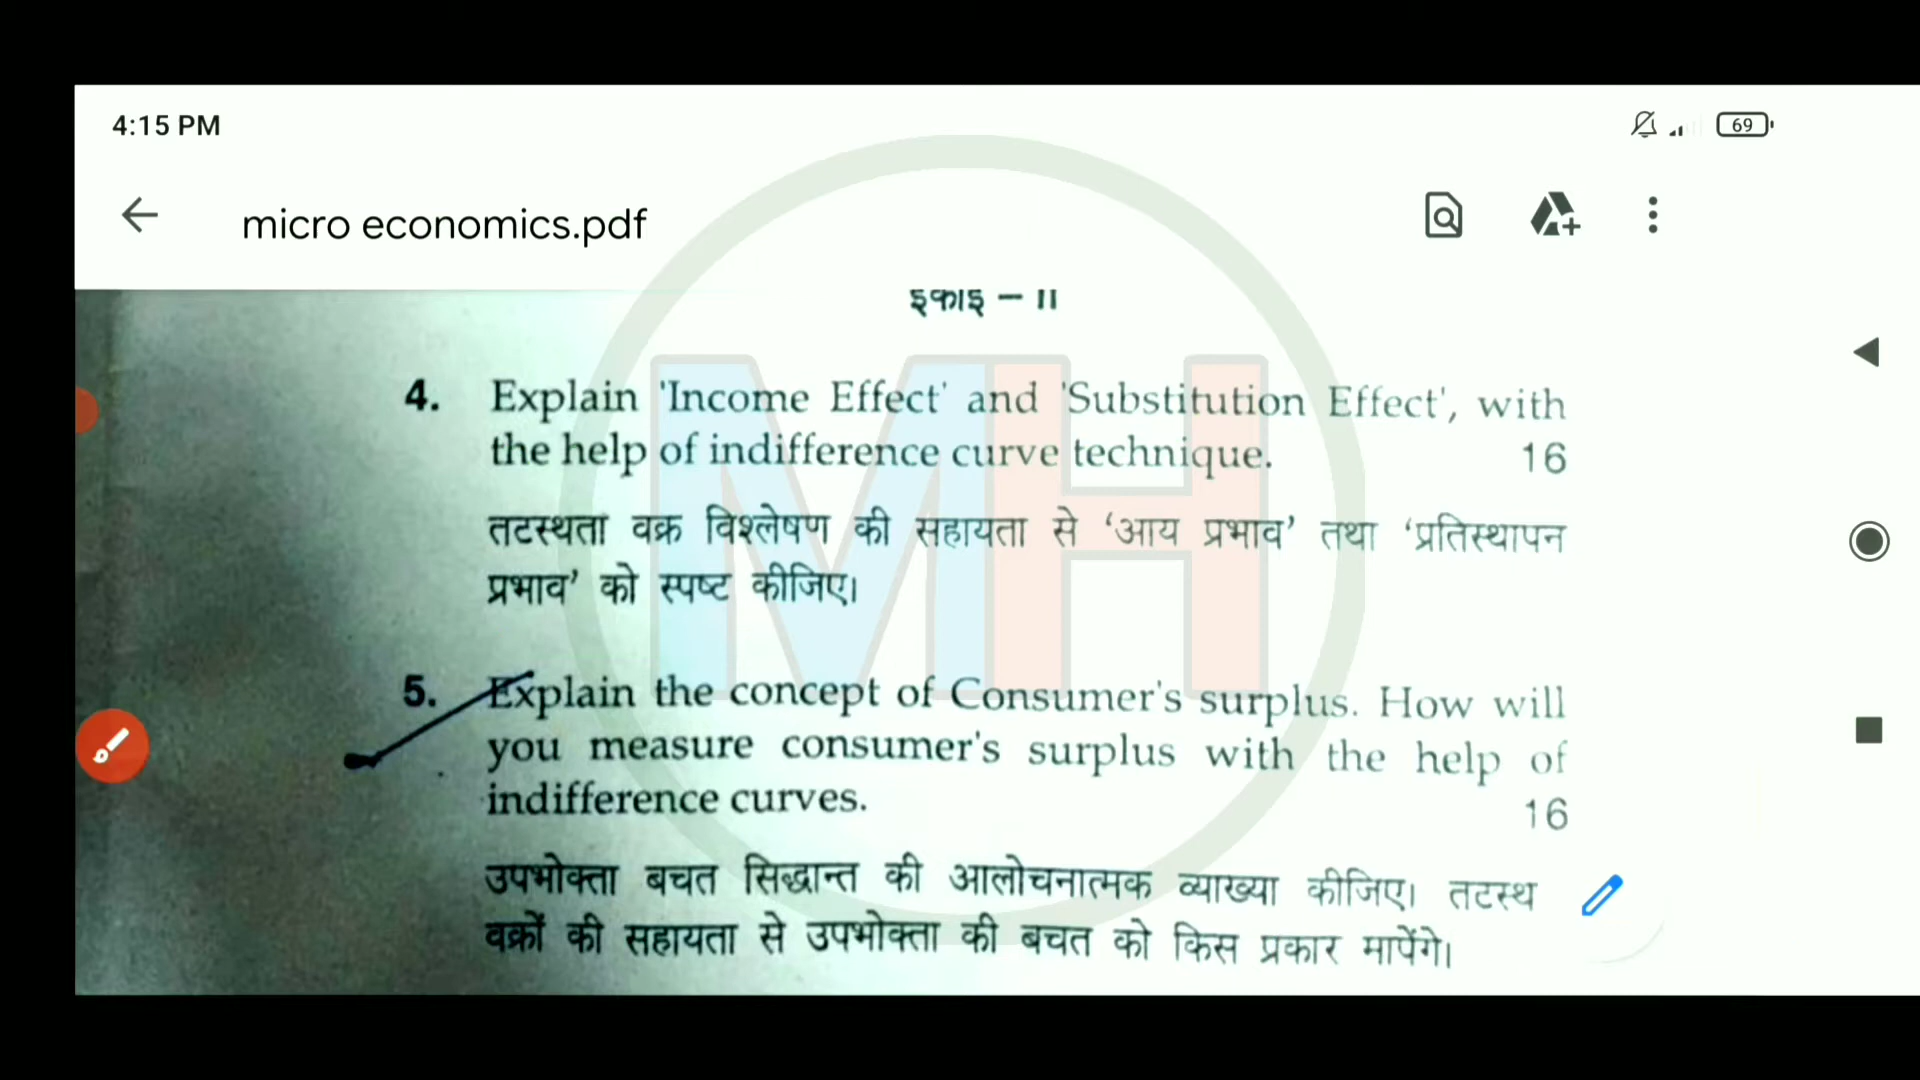 4:15 PM
69
micro economics.pdf
इकाइ – II
4. Explain 'Income Effect' and 'Substitution Effect', with
the help of indifference curve technique. 16
तटस्थता वक्र विश्लेषण की सहायता से ‘आय प्रभाव’ तथा ‘प्रतिस्थापन
प्रभाव’ को स्पष्ट कीजिए।
5. Explain the concept of Consumer's surplus. How will
you measure consumer's surplus with the help of
indifference curves. 16
उपभोक्ता बचत सिद्धान्त की आलोचनात्मक व्याख्या कीजिए। तटस्थ
वक्रों की सहायता से उपभोक्ता की बचत को किस प्रकार मापेंगे।
MH